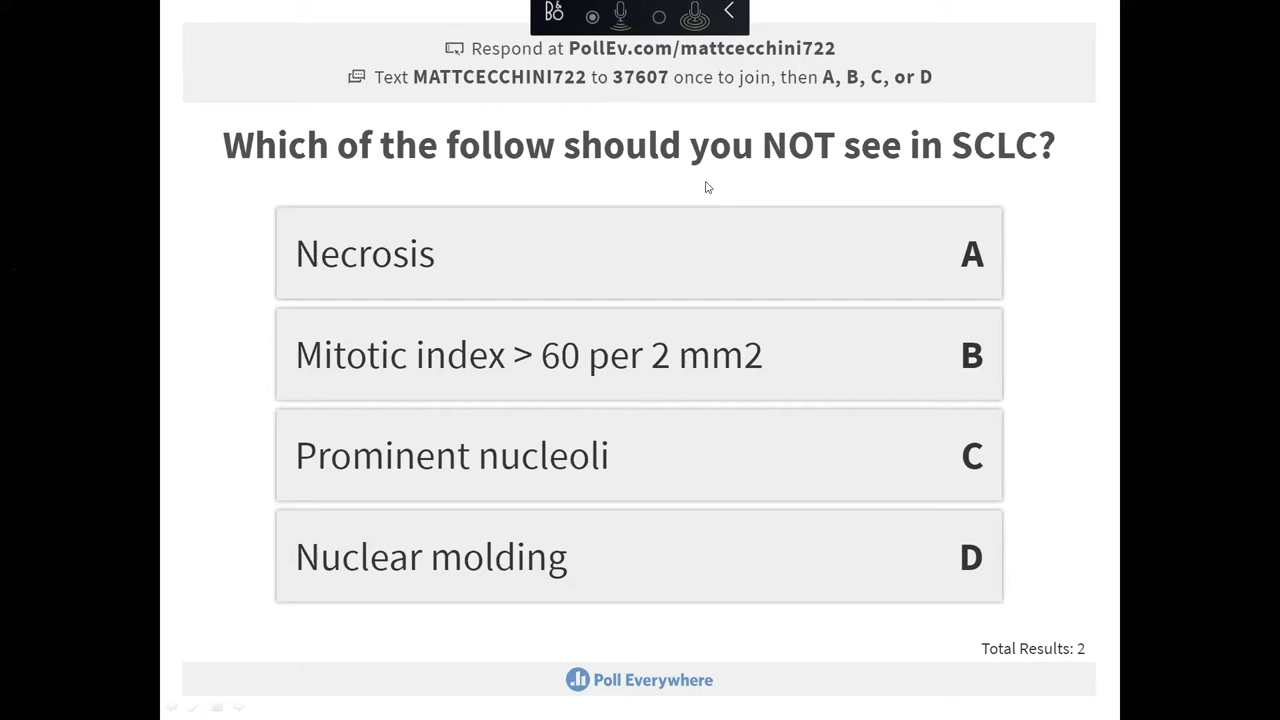 B&O
Respond at PollEv.com/mattcecchini722
Text MATTCECCHINI722 to 37607 once to join, then A, B, C, or D
Which of the follow should you NOT see in SCLC?
Necrosis A
Mitotic index > 60 per 2 mm2 B
Prominent nucleoli C
Nuclear molding D
Total Results: 2
Poll Everywhere